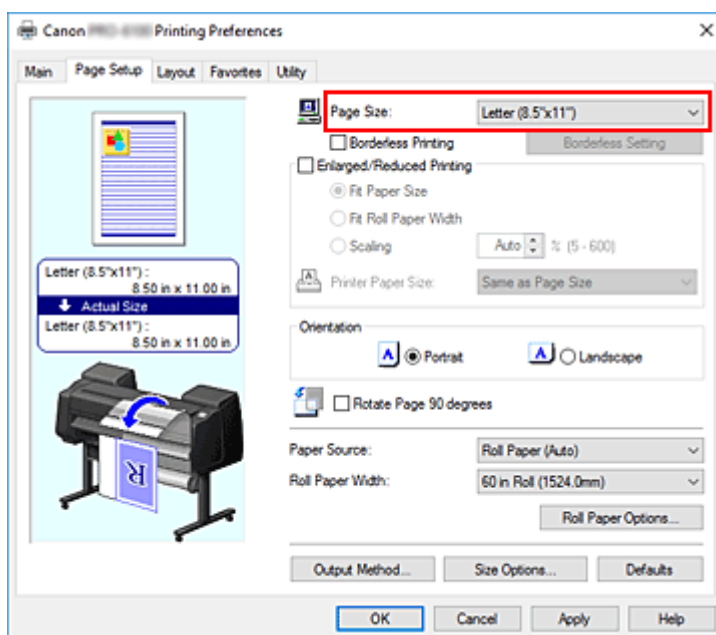 Canon Printing Preferences
Main Page Setup Layout Favorites Utility
Page Size: Letter (8.5"x11")
Borderless Printing Borderless Setting
Enlarged/Reduced Printing
Fit Paper Size
Fit Roll Paper Width
Scaling Auto % (5 - 600)
Printer Paper Size: Same as Page Size
Letter (8.5"x11") :
8.50 in x 11.00 in
Actual Size
Letter (8.5"x11") :
8.50 in x 11.00 in
Orientation
A Portrait A Landscape
Rotate Page 90 degrees
R
Paper Source: Roll Paper (Auto)
Roll Paper Width: 60 in Roll (1524.0mm)
Roll Paper Options...
Output Method... Size Options... Defaults
OK Cancel Apply Help